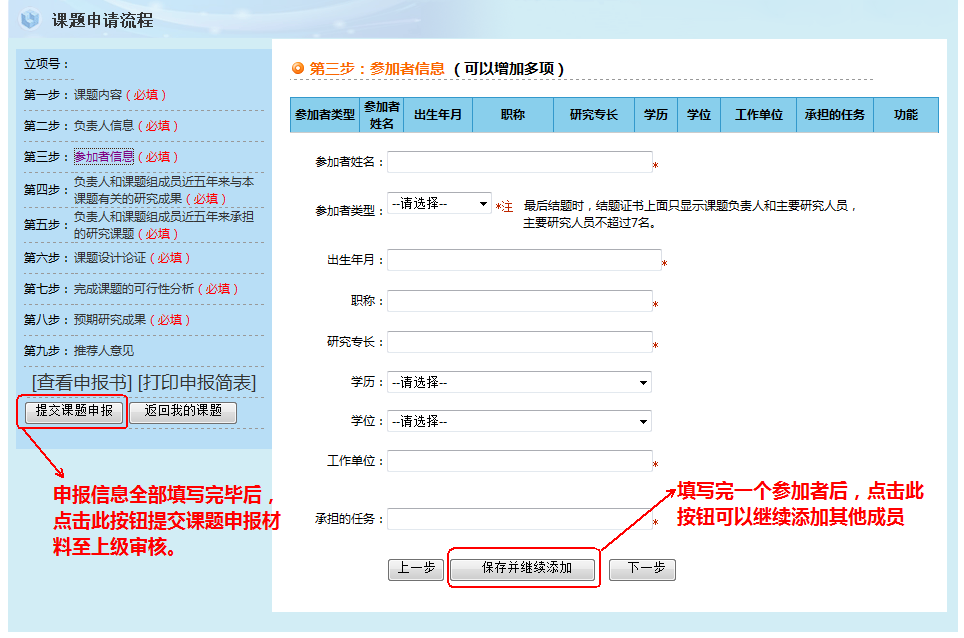 课题申请流程
立项号：
第一步：课题内容（必填）
第二步：负责人信息（必填）
第三步：参加者信息（必填）
第四步：负责人和课题组成员近五年来与本
课题有关的研究成果（必填）
第五步：负责人和课题组成员近五年来承担
的研究课题（必填）
第六步：课题设计论证（必填）
第七步：完成课题的可行性分析（必填）
第八步：预期研究成果（必填）
第九步：推荐人意见
[查看申报书] [打印申报简表]
提交课题申报 返回我的课题
申报信息全部填写完毕后，
点击此按钮提交课题申报材
料至上级审核。
第三步：参加者信息（可以增加多项）
参加者类型 参加者姓名 出生年月 职称 研究专长 学历 学位 工作单位 承担的任务 功能
参加者姓名：*
参加者类型：--请选择-- *注 最后结题时，结题证书上面只显示课题负责人和主要研究人员，
主要研究人员不超过7名。
出生年月：*
职称：*
研究专长：*
学历：--请选择--
学位：--请选择--
工作单位：*
承担的任务：*
填写完一个参加者后，点击此
按钮可以继续添加其他成员
上一步 保存并继续添加 下一步